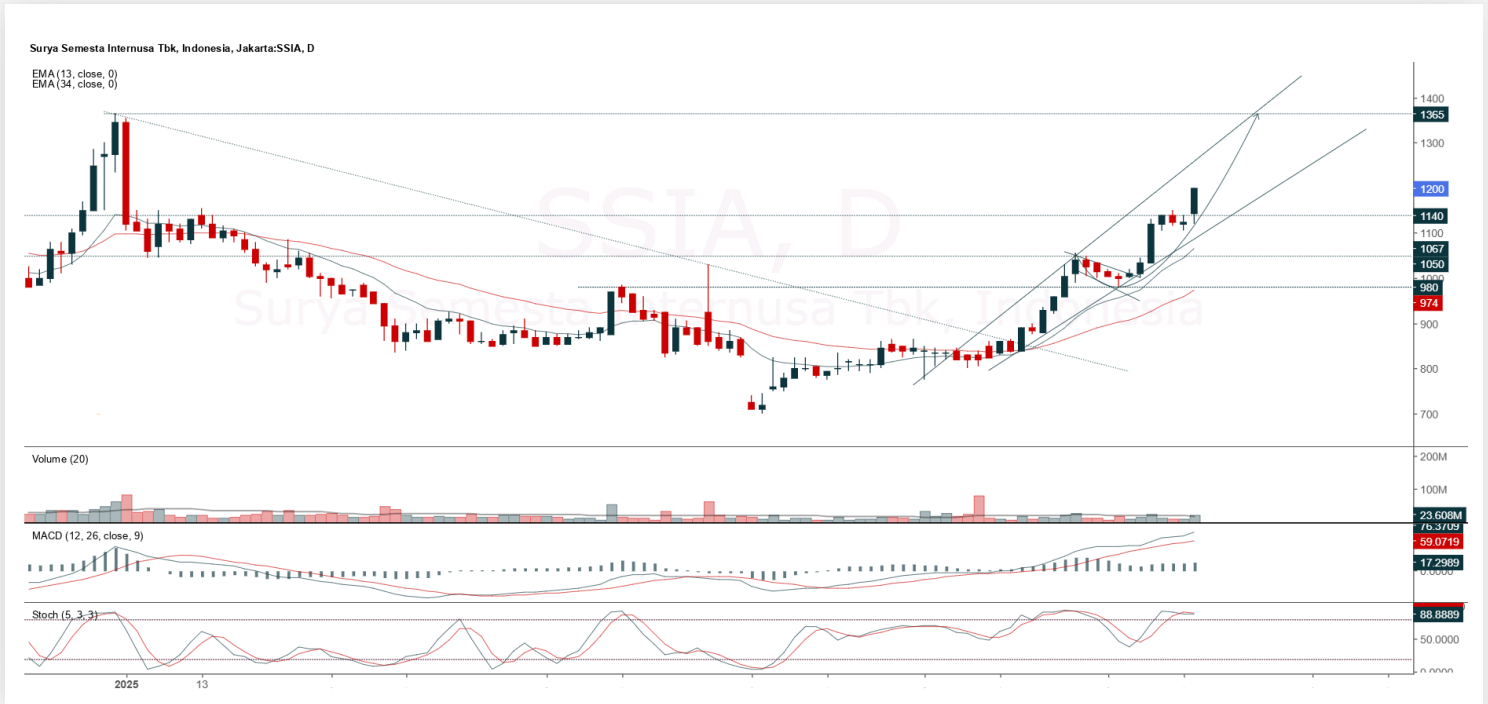 Surya Semesta Internusa Tbk, Indonesia, Jakarta:SSIA, D
EMA (13, close, 0)
EMA (34, close, 0)
SSIA, D
Surya Semesta Internusa Tbk, Indonesia
1400
1365
1300
1200
1140
1100
1067
1050
1000
980
974
900
800
700
Volume (20)
200M
100M
23.608M
MACD (12, 26, close, 9)
76.3709
59.0719
17.2989
0.0000
Stoch (5, 3, 3)
88.8889
50.0000
0.0000
2025
13